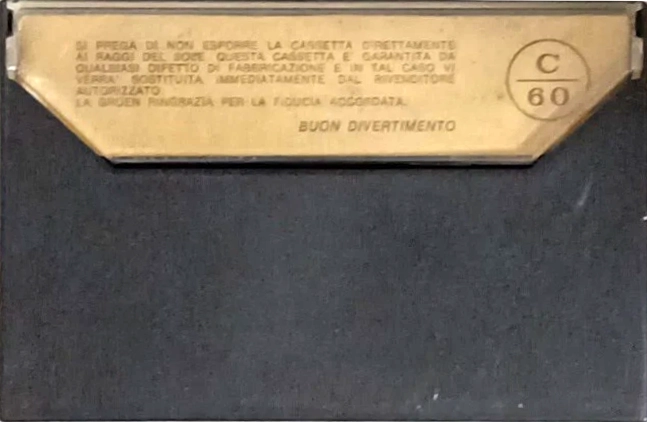 SI PREGA DI NON ESPORRE LA CASSETTA DIRETTAMENTE
AI RAGGI DEL SOLE QUESTA CASSETTA E' GARANTITA DA
QUALSIASI DIFETTO DI FABBRICAZIONE E IN TAL CASO VI
VERRA' SOSTITUITA IMMEDIATAMENTE DAL RIVENDITORE
AUTORIZZATO.
LA RINGRAZIA PER LA FIDUCIA ACCORDATA.
BUON DIVERTIMENTO
C
60